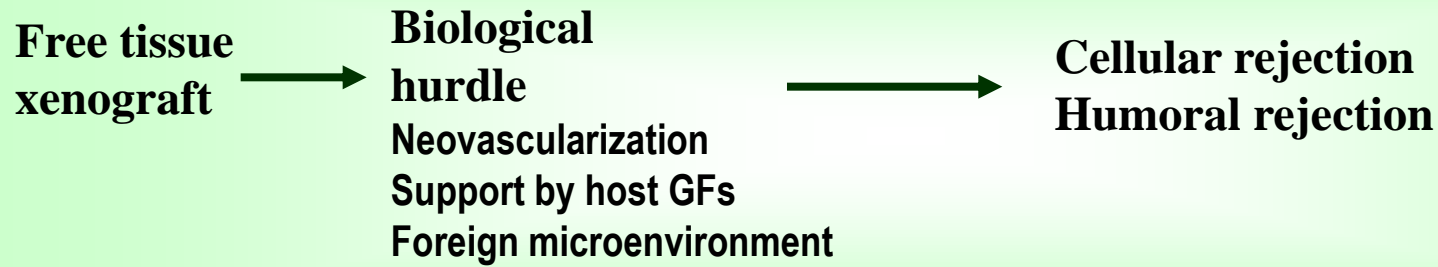 Free tissue
xenograft
Biological
hurdle
Neovascularization
Support by host GFs
Foreign microenvironment
Cellular rejection
Humoral rejection